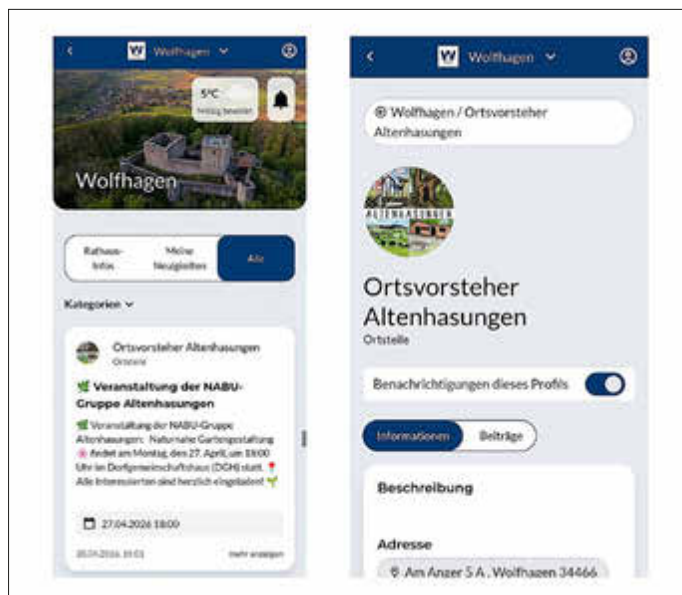 Wolfhagen
5°C
Wolfhagen
Rathaus-
Infos
Meine
Neuigkeiten
Alle
Kategorien
Ortsvorsteher Altenhasungen
Ortsteile
🌿 Veranstaltung der NABU-
Gruppe Altenhasungen
🌿 Veranstaltung der NABU-Gruppe
Altenhasungen: Naturnahe Gartengestaltung
🌸 findet am Montag, den 27. April, um 18:00
Uhr im Dorfgemeinschaftshaus (DGH) statt. 📍
Alle Interessierten sind herzlich eingeladen! 🌱
27.04.2026 18:00
mehr anzeigen
Wolfhagen
Wolfhagen / Ortsvorsteher
Altenhasungen
ALTENHASUNGEN
Ortsvorsteher
Altenhasungen
Ortsteile
Benachrichtigungen dieses Profils
Informationen
Beiträge
Beschreibung
Adresse
Am Anger 5 A , Wolfhagen 34466